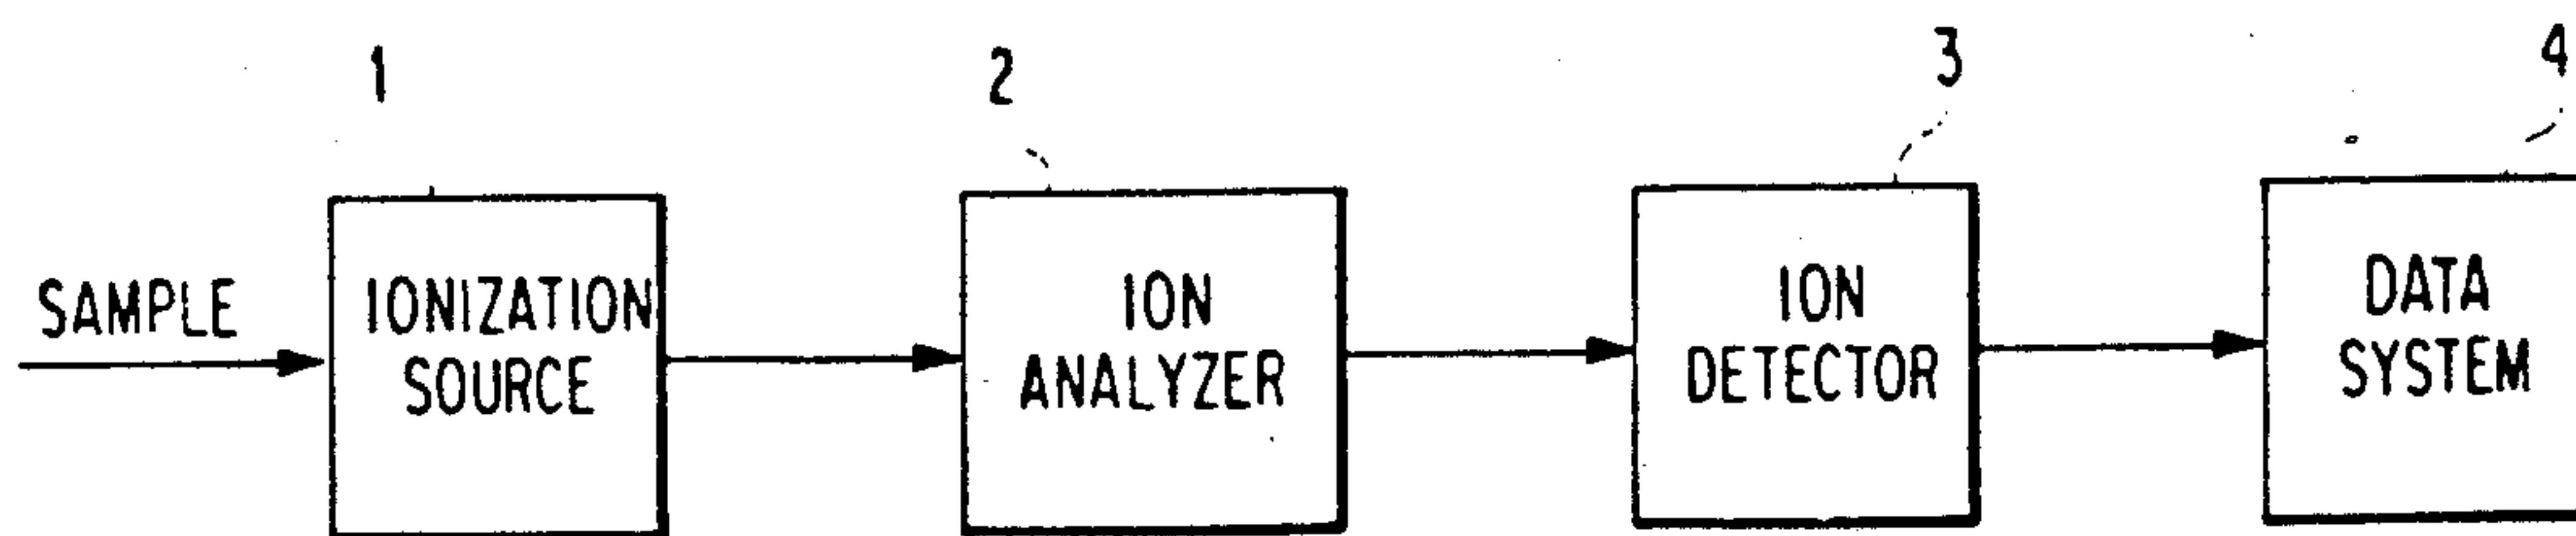 1
2
3
4
SAMPLE
IONIZATION
SOURCE
ION
ANALYZER
ION
DETECTOR
DATA
SYSTEM